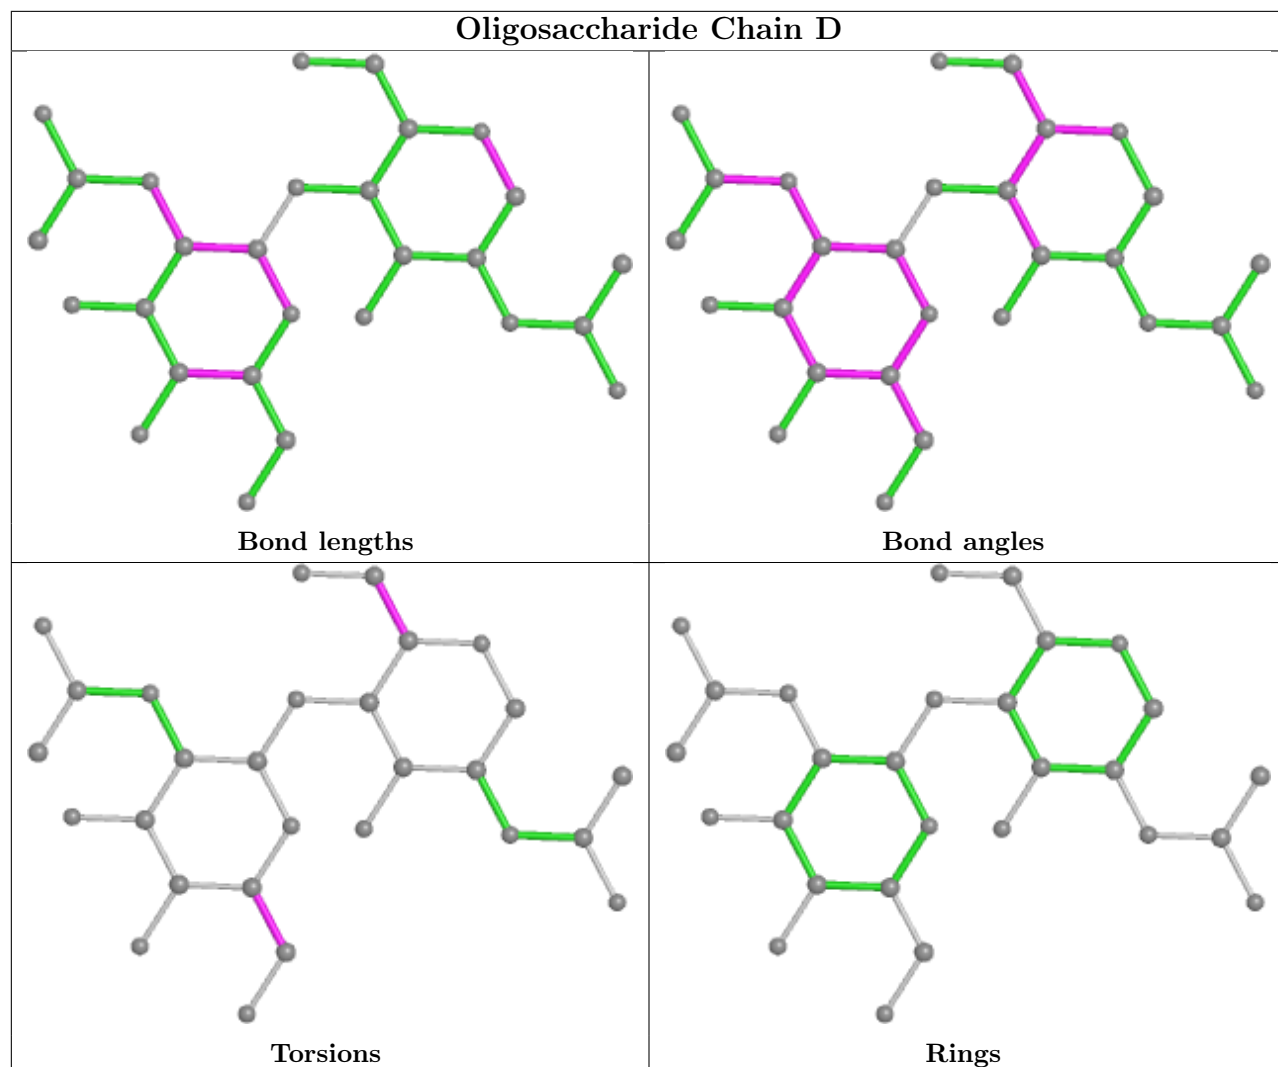 Oligosaccharide Chain D
Bond lengths
Bond angles
Torsions
Rings